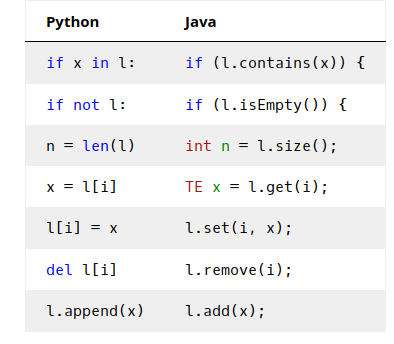 Python Java
if x in l: if (l.contains(x)) {
if not l: if (l.isEmpty()) {
n = len(l) int n = l.size();
x = l[i] TE x = l.get(i);
l[i] = x l.set(i, x);
del l[i] l.remove(i);
l.append(x) l.add(x);